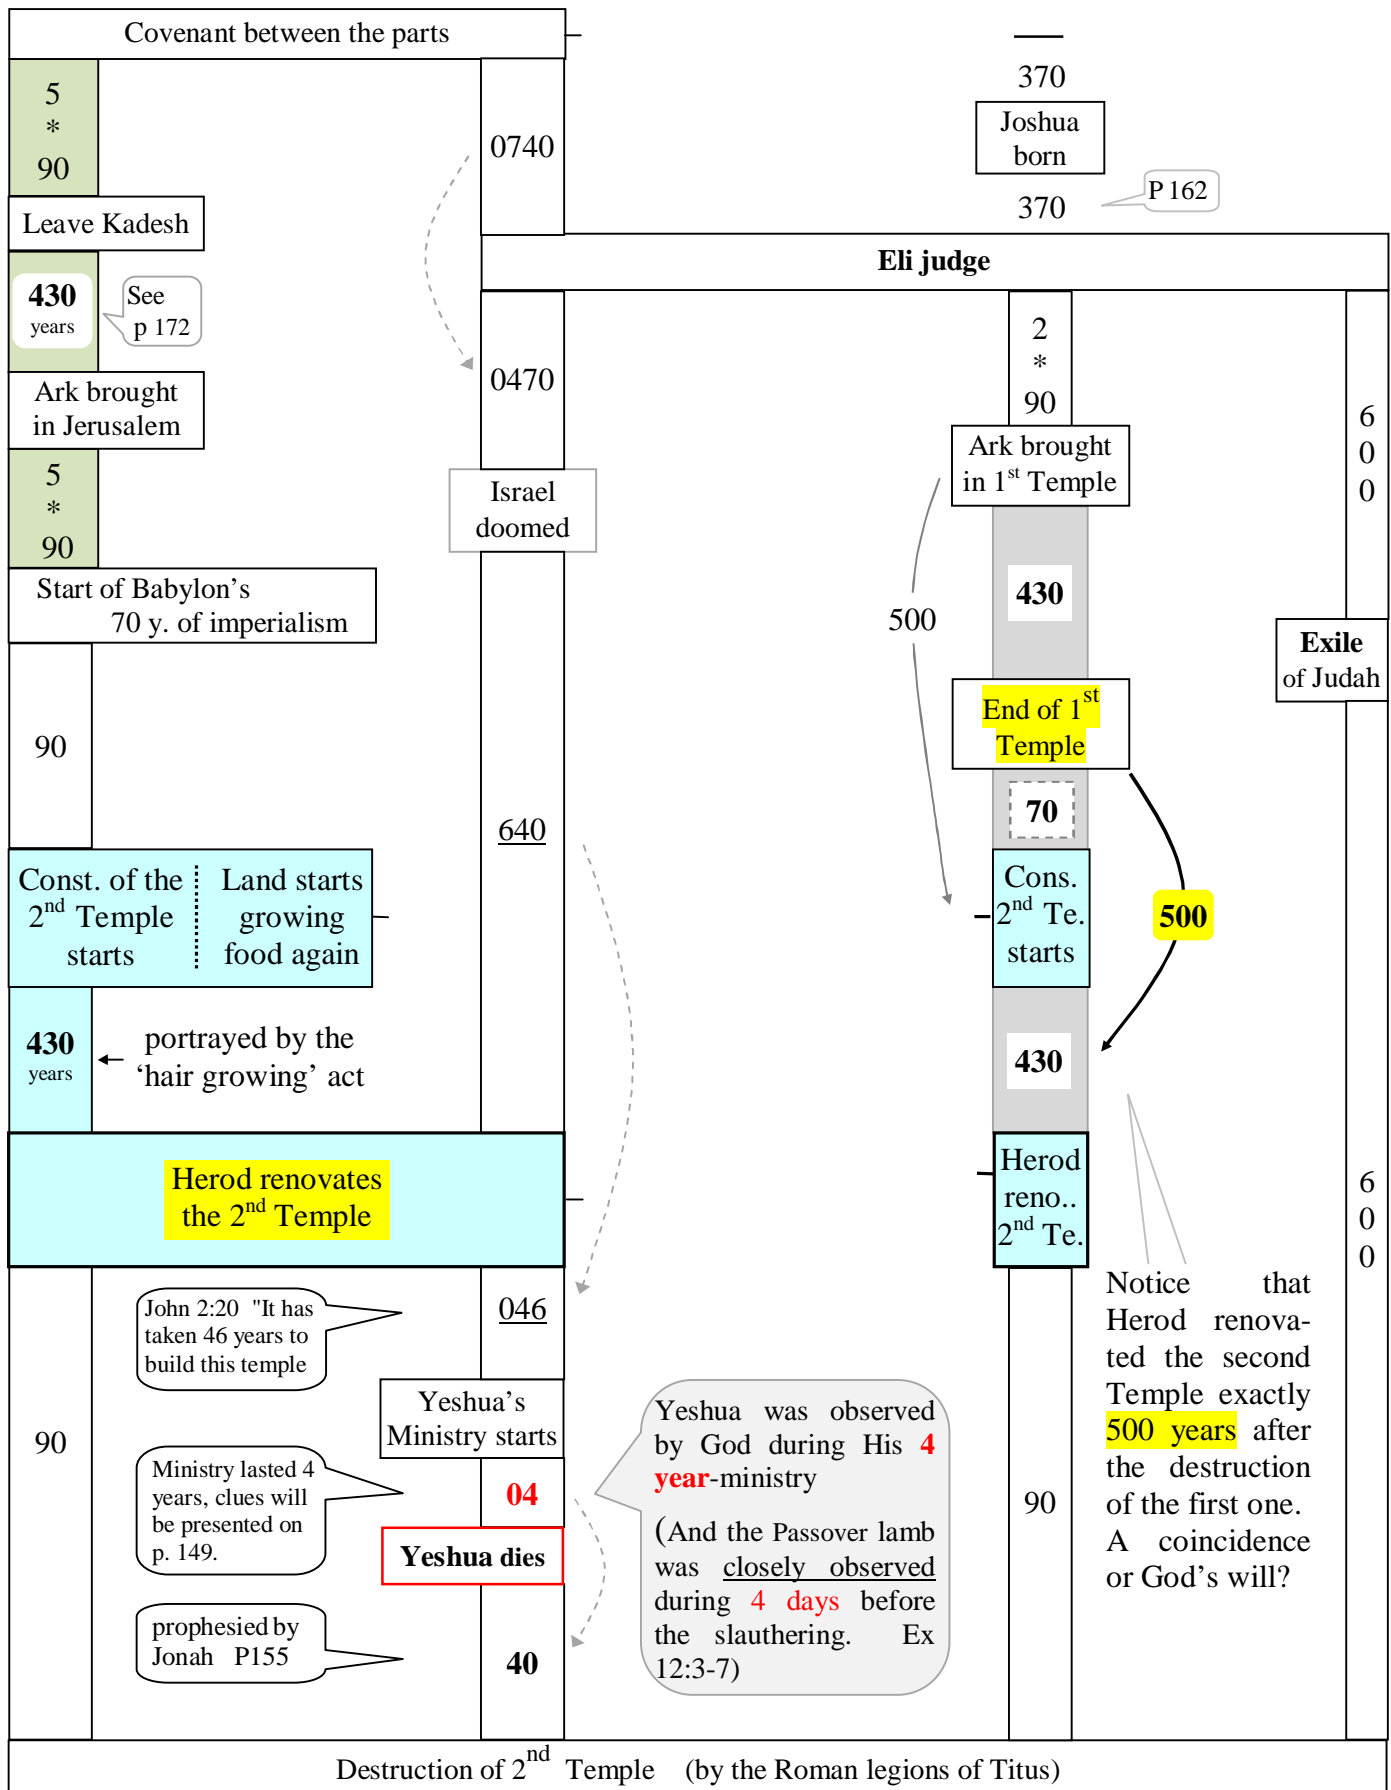 Covenant between the parts
5
*
90
Leave Kadesh
430
years
See
p 172
Ark brought
in Jerusalem
5
*
90
Start of Babylon’s
70 y. of imperialism
90
Const. of the
2nd Temple
starts
Land starts
growing
food again
430
years
portrayed by the
‘hair growing’ act
Herod renovates
the 2nd Temple
90
0740
0470
Israel
doomed
640
John 2:20 "It has
taken 46 years to
build this temple
046
Yeshua’s
Ministry starts
Ministry lasted 4
years, clues will
be presented on
p. 149.
04
Yeshua dies
prophesied by
Jonah P155
40
Yeshua was observed
by God during His 4
year-ministry
(And the Passover lamb
was closely observed
during 4 days before
the slauthering. Ex
12:3-7)
370
Joshua
born
370
P 162
Eli judge
2
*
90
Ark brought
in 1st Temple
500
430
End of 1st
Temple
70
Cons.
2nd Te.
starts
500
430
Herod
reno..
2nd Te.
90
6
0
0
Exile
of Judah
6
0
0
Notice that
Herod renova-
ted the second
Temple exactly
500 years after
the destruction
of the first one.
A coincidence
or God’s will?
Destruction of 2nd Temple (by the Roman legions of Titus)